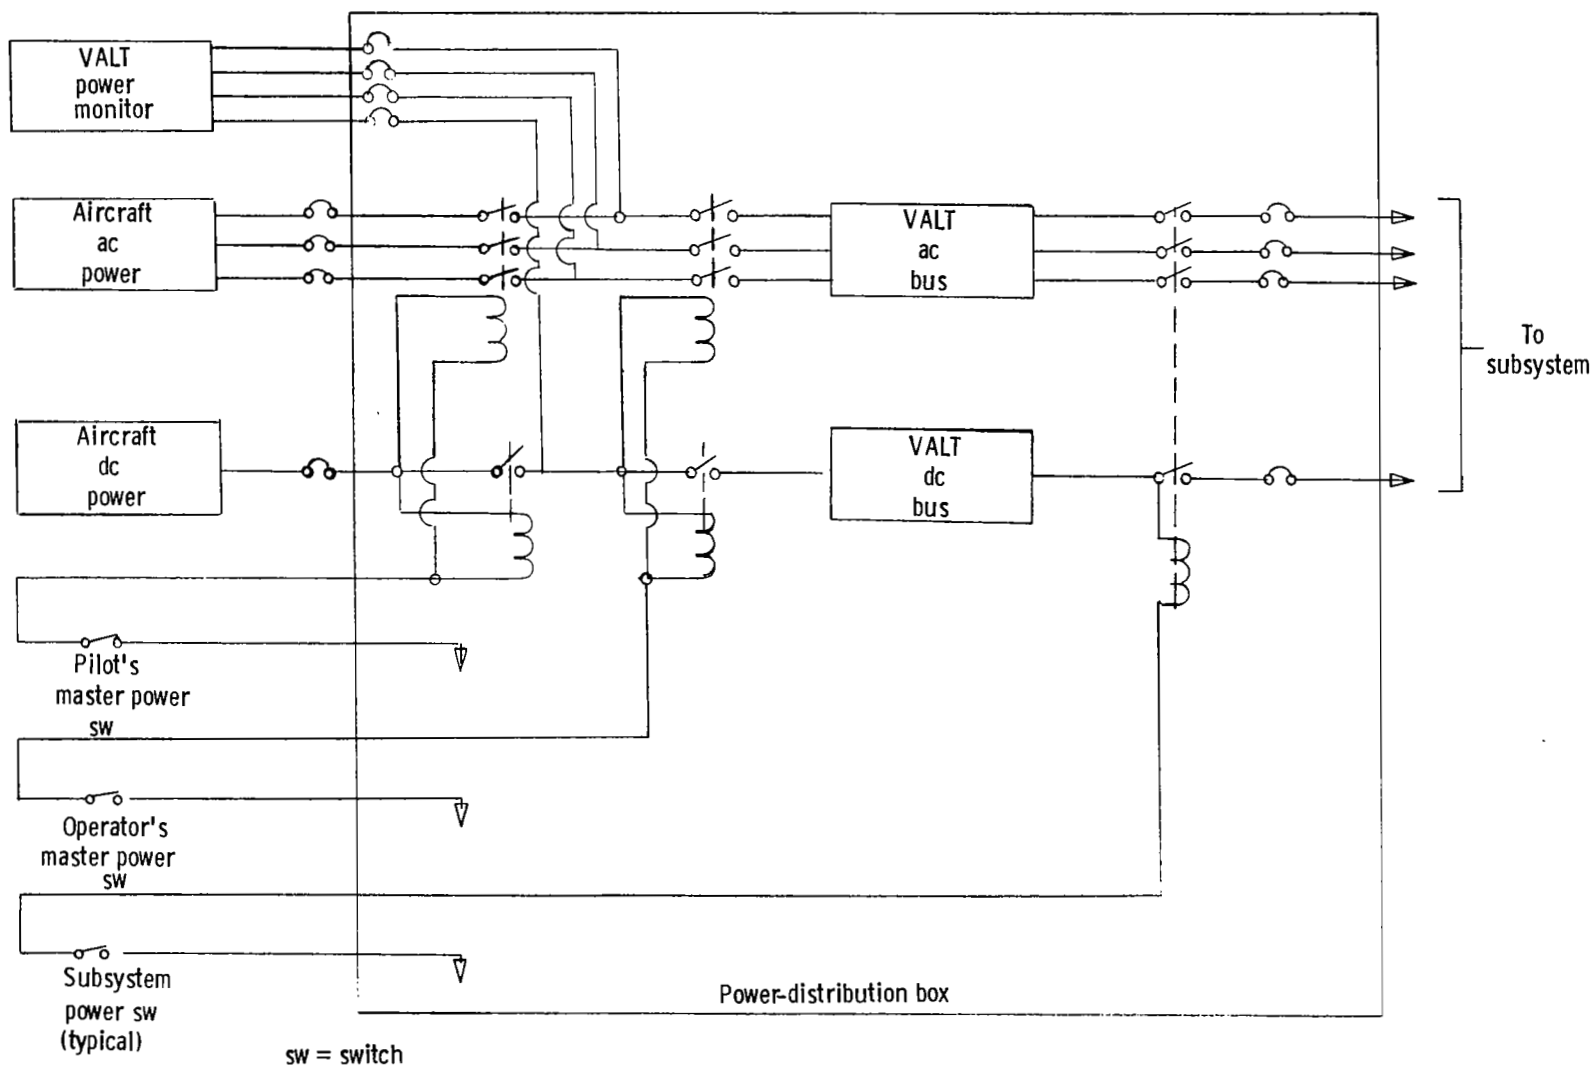 VALT
power
monitor
Aircraft
ac
power
VALT
ac
bus
To
subsystem
Aircraft
dc
power
VALT
dc
bus
Pilot's
master power
sw
Operator's
master power
sw
Subsystem
power sw
(typical)
Power-distribution box
sw = switch